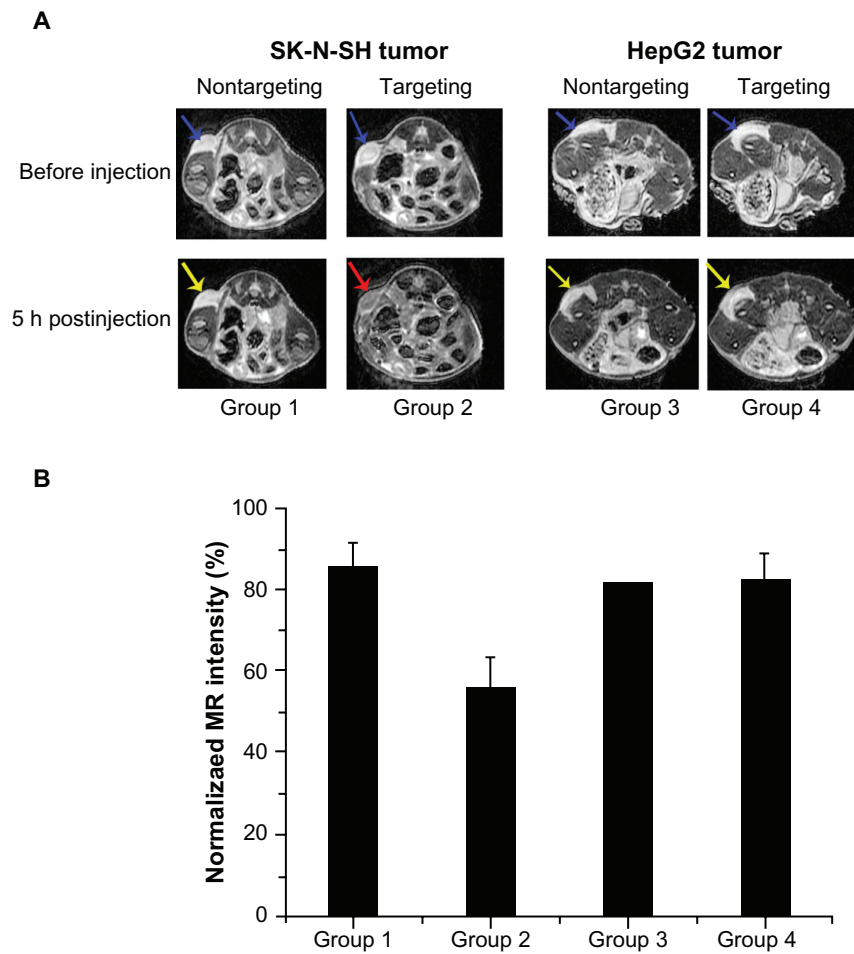 A
SK-N-SH tumor HepG2 tumor
Nontargeting Targeting Nontargeting Targeting
Before injection
5 h postinjection
Group 1 Group 2 Group 3 Group 4
B
Normalizaed MR intensity (%)
100
80
60
40
20
0
Group 1 Group 2 Group 3 Group 4